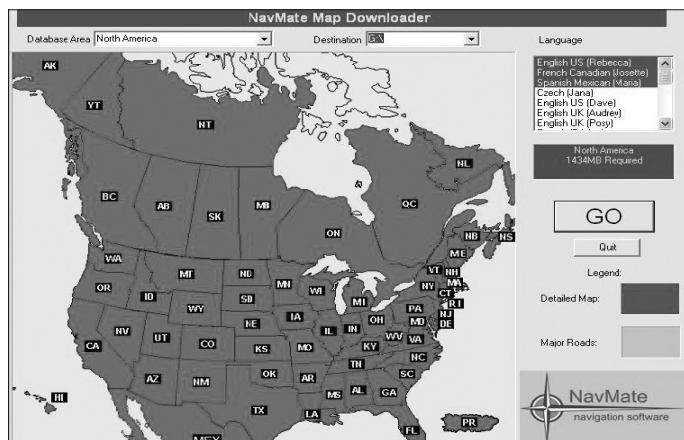 NavMate Map Downloader
Database Area North America Destination G:\ Language
English US (Rebecca)
French Canadian (Josette)
Spanish Mexican (Maria)
Czech (Jana)
English US (Dave)
English UK (Audrey)
English UK (Posy)
North America
1434MB Required
GO
Quit
Legend:
Detailed Map:
Major Roads:
NavMate
navigation software
AK
YT
NT
NL
BC
AB
SK
MB
ON
QC
NB
NS
ME
WA
MT
ND
MN
WI
MI
VT
NH
NY
MA
CT
RI
OR
ID
WY
SD
IA
NE
IL
IN
OH
PA
NJ
MD
DE
NV
UT
CO
KS
MO
KY
WV
VA
CA
AZ
NM
OK
AR
TN
NC
SC
MS
AL
GA
HI
TX
LA
FL
PR
MEX